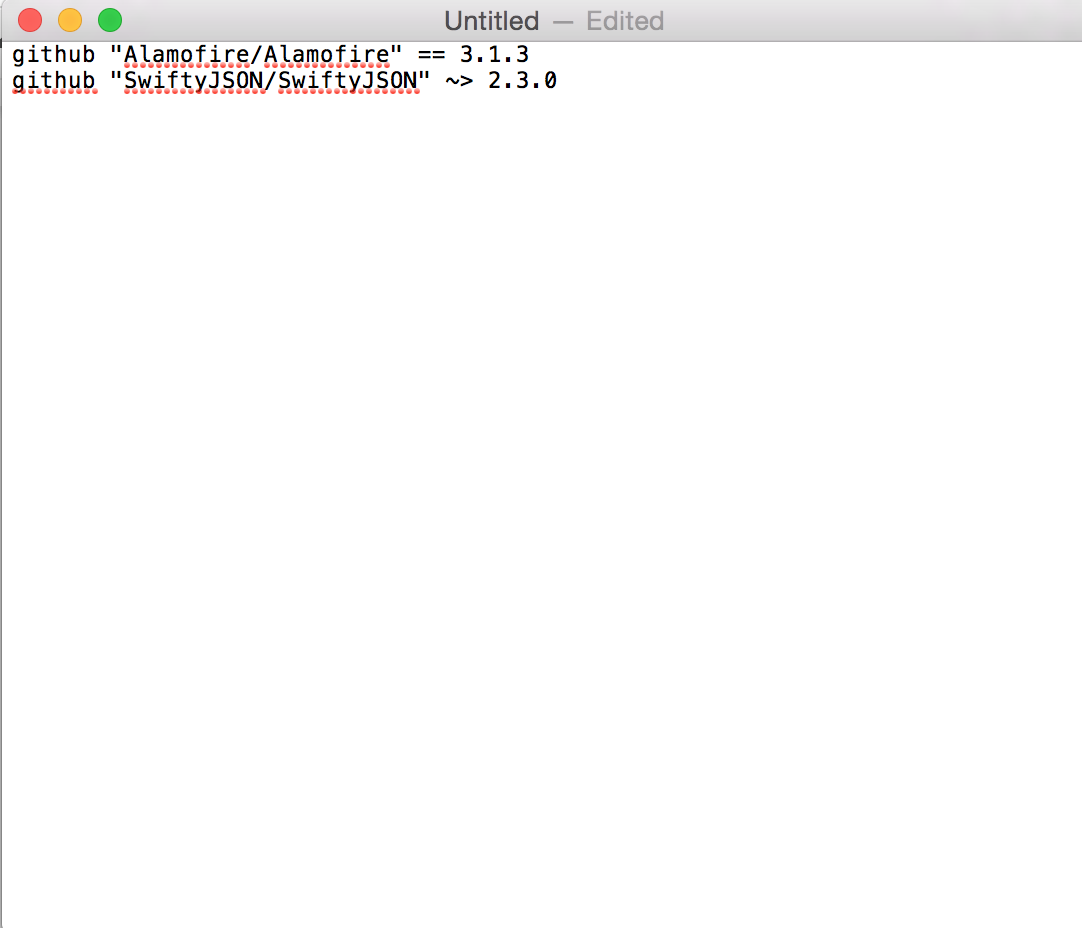 Untitled — Edited
github "Alamofire/Alamofire" == 3.1.3
github "SwiftyJSON/SwiftyJSON" ~> 2.3.0